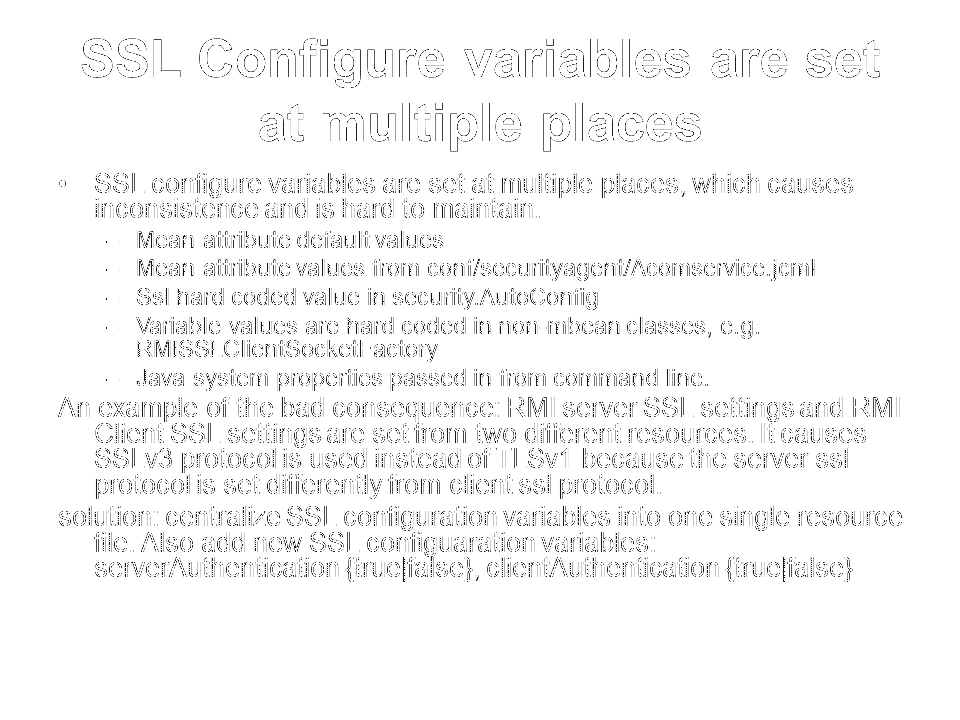 SSL Configure variables are set
at multiple places
• SSL configure variables are set at multiple places, which causes
inconsistence and is hard to maintain.
– Mean attribute default values
– Mean attribute values from conf/securityagent/Acomservice.jcml
– Ssl hard coded value in security.AutoConfig
– Variable values are hard coded in non-mbean classes, e.g.
RMISSLClientSocketFactory
– Java system properties passed in from command line.
An example of the bad consequence: RMI server SSL settings and RMI
Client SSL settings are set from two different resources. It causes
SSLv3 protocol is used instead of TLSv1 because the server ssl
protocol is set differently from client ssl protocol.
solution: centralize SSL configuration variables into one single resource
file. Also add new SSL configuaration variables:
serverAuthentication {true|false}, clientAuthentication {true|false}